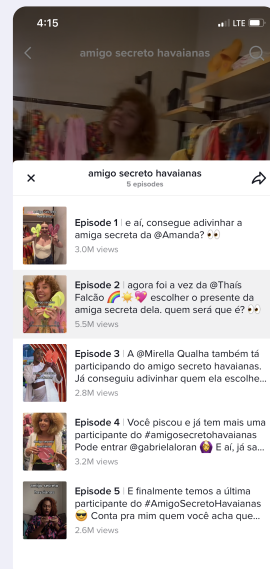 4:15
LTE
amigo secreto havaianas
amigo secreto havaianas
5 episodes
Episode 1 | e aí, consegue adivinhar a
amiga secreta da @Amanda? 👀
3.0M views
Episode 2 | agora foi a vez da @Thaís
Falcão 🌈☀️💖 escolher o presente da
amiga secreta dela. quem será que é? 👀
5.5M views
Episode 3 | A @Mirella Qualha também tá
participando do amigo secreto havaianas.
Já conseguiu adivinhar quem ela escolhe...
2.8M views
Episode 4 | Você piscou e já tem mais uma
participante do #amigosecretohavaianas
Pode entrar @gabrielaloran 🙆 E aí, já sa...
3.2M views
Episode 5 | E finalmente temos a última
participante do #AmigoSecretoHavaianas
😎 Conta pra mim quem você acha que...
2.6M views